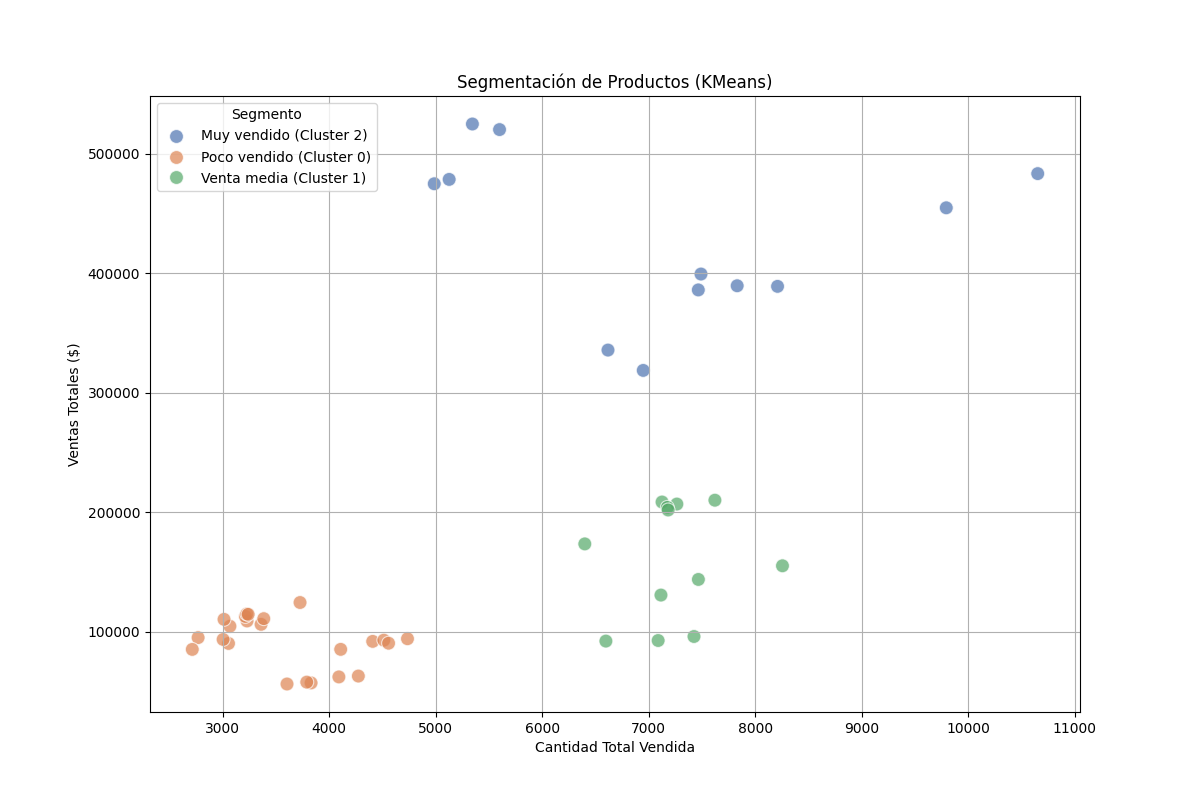 Segmentación de Productos (KMeans)
Segmento
Muy vendido (Cluster 2)
Poco vendido (Cluster 0)
Venta media (Cluster 1)
Ventas Totales ($)
500000
400000
300000
200000
100000
3000 4000 5000 6000 7000 8000 9000 10000 11000
Cantidad Total Vendida